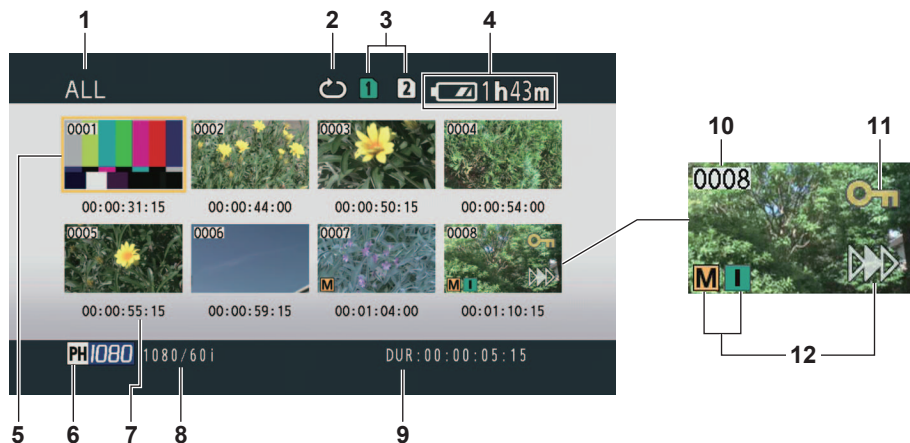 1 2 3 4
ALL 1 2 1h43m
0001 0002 0003 0004
00:00:31:15 00:00:44:00 00:00:50:15 00:00:54:00
0005 0006 0007 0008
M M I
00:00:55:15 00:00:59:15 00:01:04:00 00:01:10:15
PH 1080 1080/60i DUR:00:00:05:15
5 6 7 8 9
10 11
0008
M I
12